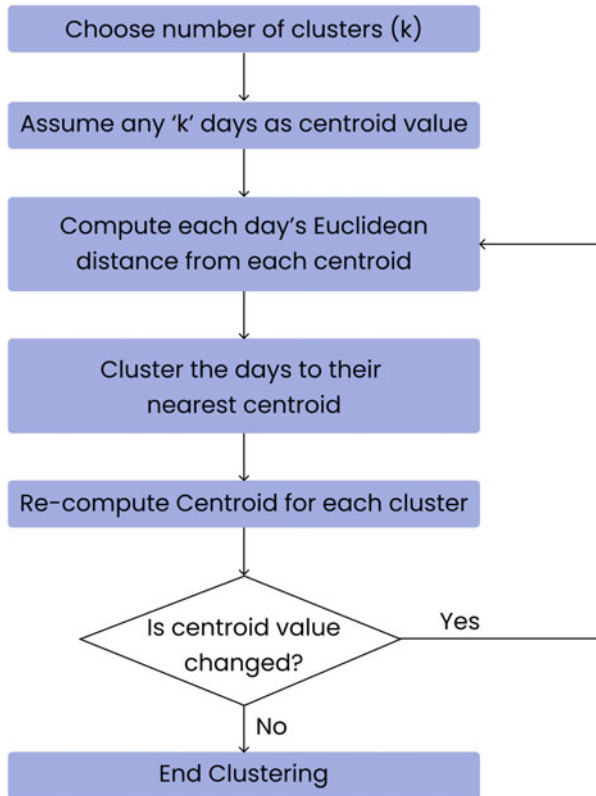 Choose number of clusters (k)
Assume any ‘k’ days as centroid value
Compute each day’s Euclidean
distance from each centroid
Cluster the days to their
nearest centroid
Re-compute Centroid for each cluster
Is centroid value
changed?
Yes
No
End Clustering